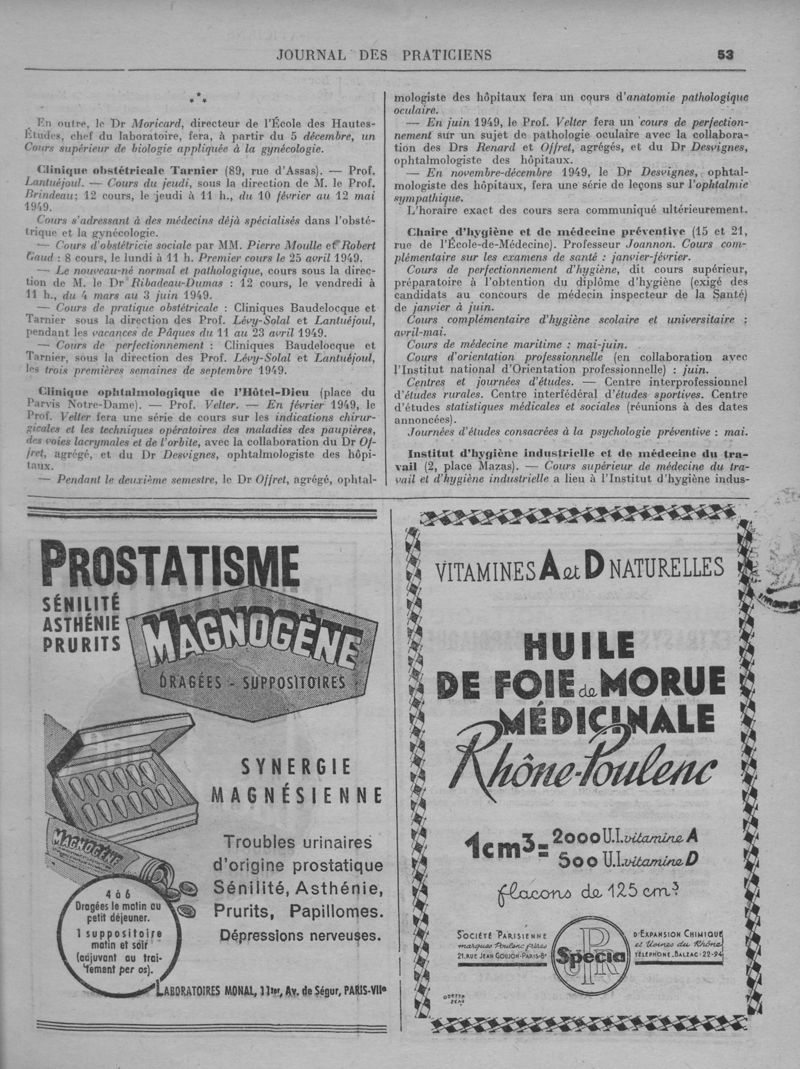 JOURNAL DES PRATICIENS 53
***
En outre, le Dr Moricard, directeur de l'École des Hautes-
Études, chef du laboratoire, fera, à partir du 5 décembre, un
Cours supérieur de biologie appliquée à la gynécologie.
Clinique obstétricale Tarnier (89, rue d'Assas). — Prof.
Lantuéjoul. — Cours du jeudi, sous la direction de M. le Prof.
Brindeau; 12 cours, le jeudi à 11 h., du 10 février au 12 mai
1949.
Cours s'adressant à des médecins déjà spécialisés dans l'obsté-
trique et la gynécologie.
— Cours d'obstétricie sociale par MM. Pierre Moulle et Robert
Gaud : 8 cours, le lundi à 11 h. Premier cours le 25 avril 1949.
— Le nouveau-né normal et pathologique, cours sous la direc-
tion de M. le Dr Ribadeau-Dumas : 12 cours, le vendredi à
11 h., du 4 mars au 3 juin 1949.
— Cours de pratique obstétricale : Cliniques Baudelocque et
Tarnier sous la direction des Prof. Lévy-Solal et Lantuéjoul,
pendant les vacances de Pâques du 11 au 23 avril 1949.
— Cours de perfectionnement : Cliniques Baudelocque et
Tarnier, sous la direction des Prof. Lévy-Solal et Lantuéjoul,
les trois premières semaines de septembre 1949.
Clinique ophtalmologique de l'Hôtel-Dieu (place du
Parvis Notre-Dame). — Prof. Velter. — En février 1949, le
Prof. Velter fera une série de cours sur les indications chirur-
gicales et les techniques opératoires des maladies des paupières,
des voies lacrymales et de l'orbite, avec la collaboration du Dr Of-
fret, agrégé, et du Dr Desvignes, ophtalmologiste des hôpi-
taux.
— Pendant le deuxième semestre, le Dr Offret, agrégé, ophtal-
mologiste des hôpitaux fera un cours d'anatomie pathologique
oculaire.
— En juin 1949, le Prof. Velter fera un cours de perfection-
nement sur un sujet de pathologie oculaire avec la collabora-
tion des Drs Renard et Offret, agrégés, et du Dr Desvignes,
ophtalmologiste des hôpitaux.
— En novembre-décembre 1949, le Dr Desvignes, ophtal-
mologiste des hôpitaux, fera une série de leçons sur l'ophtalmie
sympathique.
L'horaire exact des cours sera communiqué ultérieurement.
Chaire d'hygiène et de médecine préventive (15 et 21,
rue de l'École-de-Médecine). Professeur Joannon. Cours com-
plémentaire sur les examens de santé : janvier-février.
Cours de perfectionnement d'hygiène, dit cours supérieur,
préparatoire à l'obtention du diplôme d'hygiène (exigé des
candidats au concours de médecin inspecteur de la Santé)
de janvier à juin.
Cours complémentaire d'hygiène scolaire et universitaire :
avril-mai.
Cours de médecine maritime : mai-juin.
Cours d'orientation professionnelle (en collaboration avec
l'Institut national d'Orientation professionnelle) : juin.
Centres et journées d'études. — Centre interprofessionnel
d'études rurales. Centre interfédéral d'études sportives. Centre
d'études statistiques médicales et sociales (réunions à des dates
annoncées).
Journées d'études consacrées à la psychologie préventive : mai.
Institut d'hygiène industrielle et de médecine du tra-
vail (2, place Mazas). — Cours supérieur de médecine du tra-
vail et d'hygiène industrielle a lieu à l'Institut d'hygiène indus-
PROSTATISME
SÉNILITÉ
ASTHÉNIE
PRURITS
MAGNOGÈNE
DRAGÉES - SUPPOSITOIRES
SYNERGIE
MAGNÉSIENNE
MAGNOGÈNE
Troubles urinaires
d'origine prostatique
Sénilité, Asthénie,
Prurits, Papillomes.
Dépressions nerveuses.
4 à 6
Dragées le matin au
petit déjeuner.
1 suppositoire
matin et soir
(adjuvant au trai-
tement per os).
LABORATOIRES MONAL, 11ter, Av. de Ségur, PARIS-VIIe
VITAMINES A et D NATURELLES
HUILE
DE FOIE de MORUE
MÉDICINALE
Rhône-Poulenc
1 cm3 = 2000 U.I. vitamine A
500 U.I. vitamine D
flacons de 125 cm3
SOCIÉTÉ PARISIENNE
marques Poulenc frères
21, RUE JEAN GOUJON-PARIS-8e
SPCR
Specia
D'EXPANSION CHIMIQUE
et Usines du Rhône
TÉLÉPHONE. BALZAC: 22-94